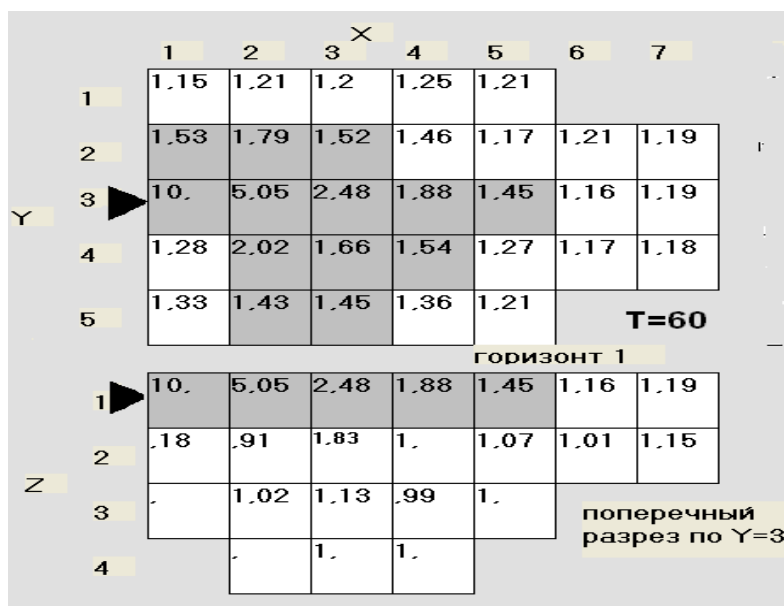 X
1 2 3 4 5 6 7
1 1,15 1,21 1,2 1,25 1,21
2 1,53 1,79 1,52 1,46 1,17 1,21 1,19
Y 3 10, 5,05 2,48 1,88 1,45 1,16 1,19
4 1,28 2,02 1,66 1,54 1,27 1,17 1,18
5 1,33 1,43 1,45 1,36 1,21 T=60
горизонт 1
1 10, 5,05 2,48 1,88 1,45 1,16 1,19
2 ,18 ,91 1,83 1, 1,07 1,01 1,15
Z
3 , 1,02 1,13 ,99 1,
поперечный
разрез по Y=3
4 , 1, 1,